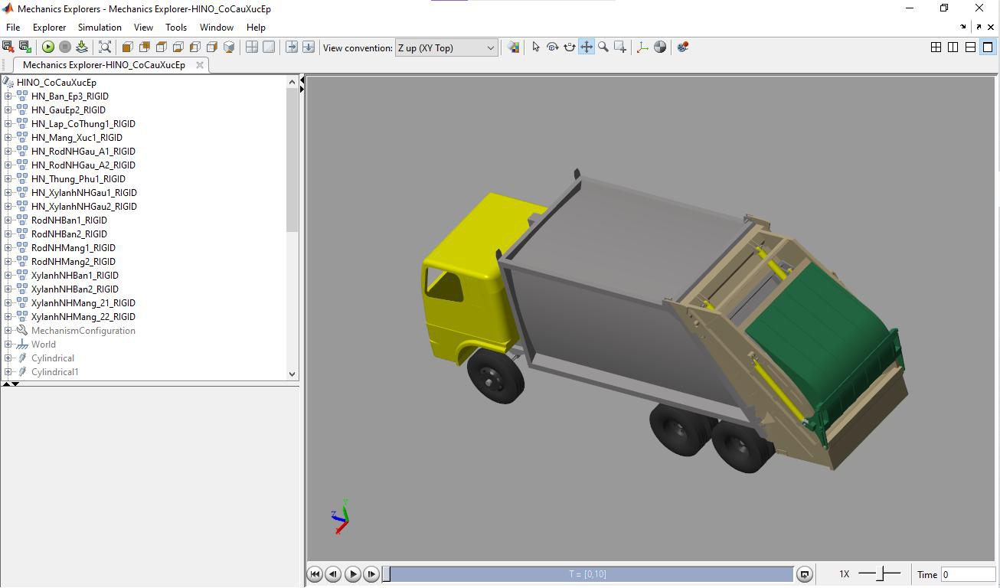 Mechanics Explorers - Mechanics Explorer-HINO_CoCauXucEp
File Explorer Simulation View Tools Window Help
View convention: Z up (XY Top)
Mechanics Explorer-HINO_CoCauXucEp
HINO_CoCauXucEp
HN_Ban_Ep3_RIGID
HN_GauEp2_RIGID
HN_Lap_CoThung1_RIGID
HN_Mang_Xuc1_RIGID
HN_RodNHGau_A1_RIGID
HN_RodNHGau_A2_RIGID
HN_Thung_Phu1_RIGID
HN_XylanhNHGau1_RIGID
HN_XylanhNHGau2_RIGID
RodNHBan1_RIGID
RodNHBan2_RIGID
RodNHMang1_RIGID
RodNHMang2_RIGID
XylanhNHBan1_RIGID
XylanhNHBan2_RIGID
XylanhNHMang_21_RIGID
XylanhNHMang_22_RIGID
MechanismConfiguration
World
Cylindrical
Cylindrical1
Y
Z
X
T = [0,10]
1X
Time 0